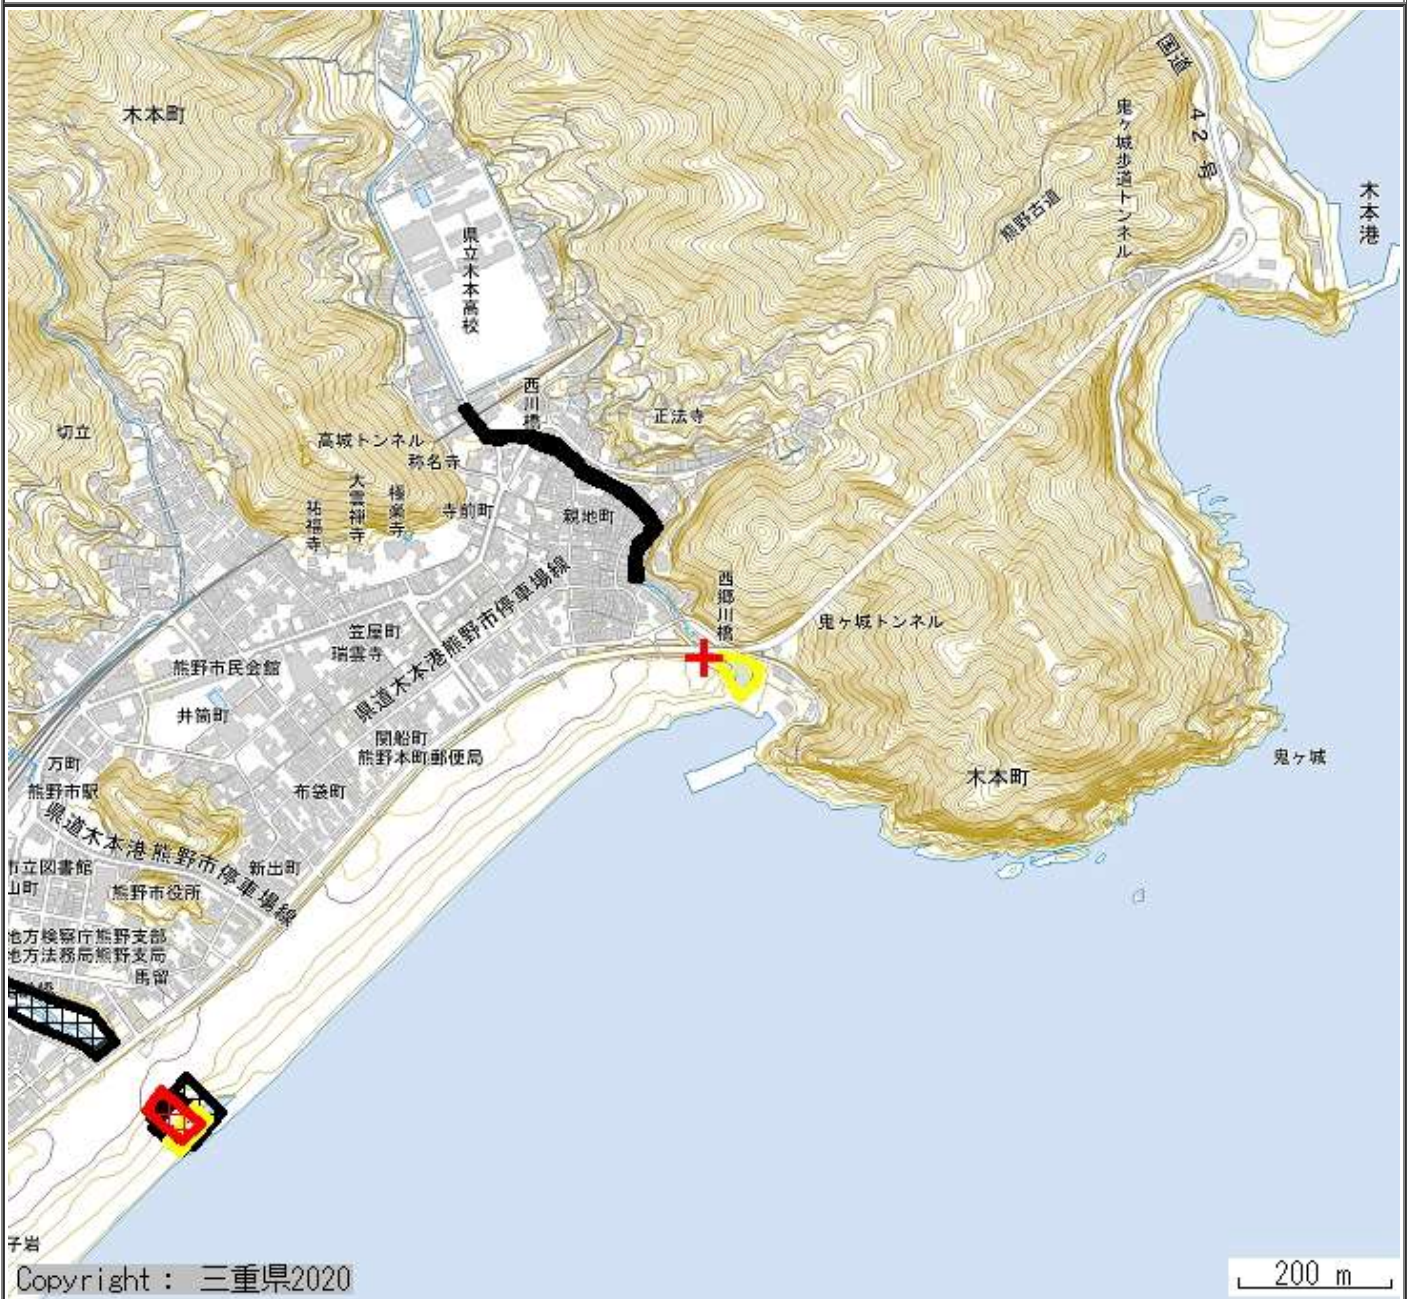 国道
42号
木本町
鬼ヶ城歩道トンネル
木本港
熊野古道
県立木本高校
西川橋
正法寺
切立
高城トンネル
称名寺
大雲禅寺
極楽寺
祐福寺
寺前町
親地町
県道木本港熊野市停車場線
西郷川橋
鬼ヶ城トンネル
笠屋町
瑞雲寺
熊野市民会館
井筒町
関船町
熊野本町郵便局
鬼ヶ城
万町
木本町
熊野市駅
布袋町
県道木本港熊野市停車場線
市立図書館
新出町
山町
熊野市役所
地方検察庁熊野支部
地方法務局熊野支局
馬留
橋
子岩
Copyright : 三重県2020
200 m